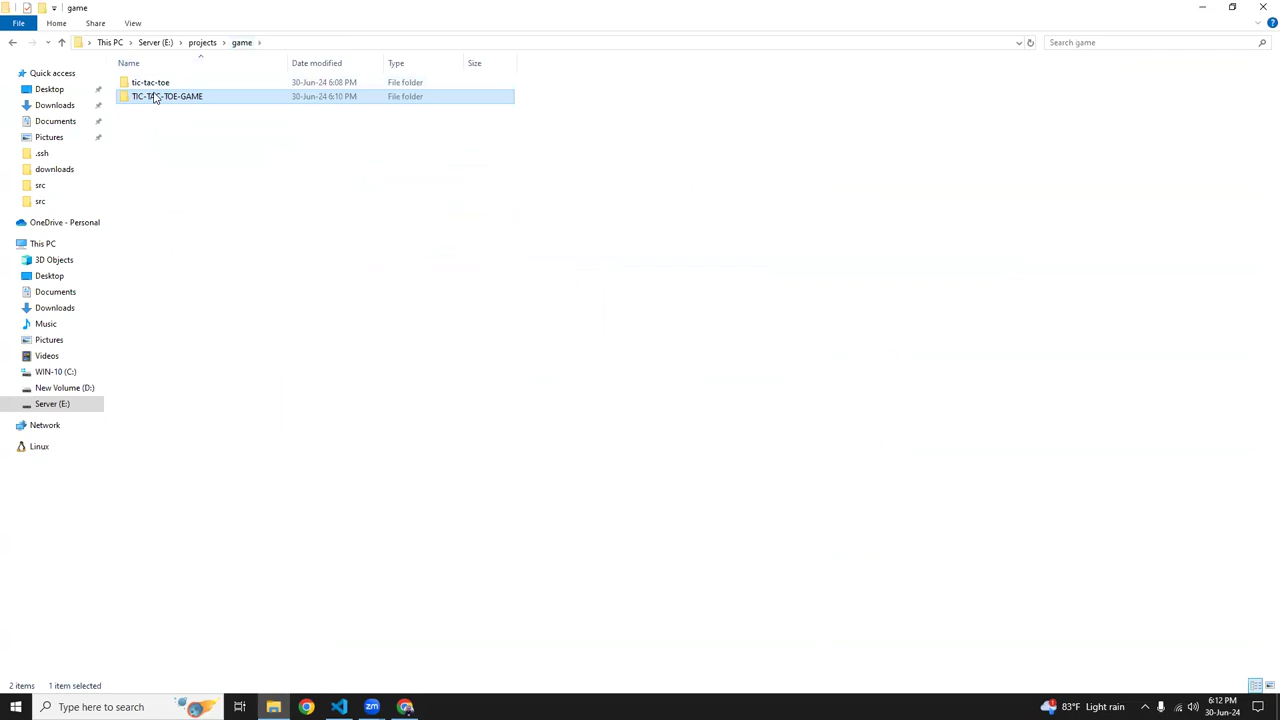 game
File Home Share View
This PC Server (E:) projects game Search game
Name Date modified Type Size
Quick access
Desktop
Downloads
Documents
Pictures
.ssh
downloads
src
src
OneDrive - Personal
This PC
3D Objects
Desktop
Documents
Downloads
Music
Pictures
Videos
WIN-10 (C:)
New Volume (D:)
Server (E:)
Network
Linux
tic-tac-toe 30-Jun-24 6:08 PM File folder
TIC-TAC-TOE-GAME 30-Jun-24 6:10 PM File folder
2 items 1 item selected
Type here to search
zm
83°F Light rain
6:12 PM
30-Jun-24